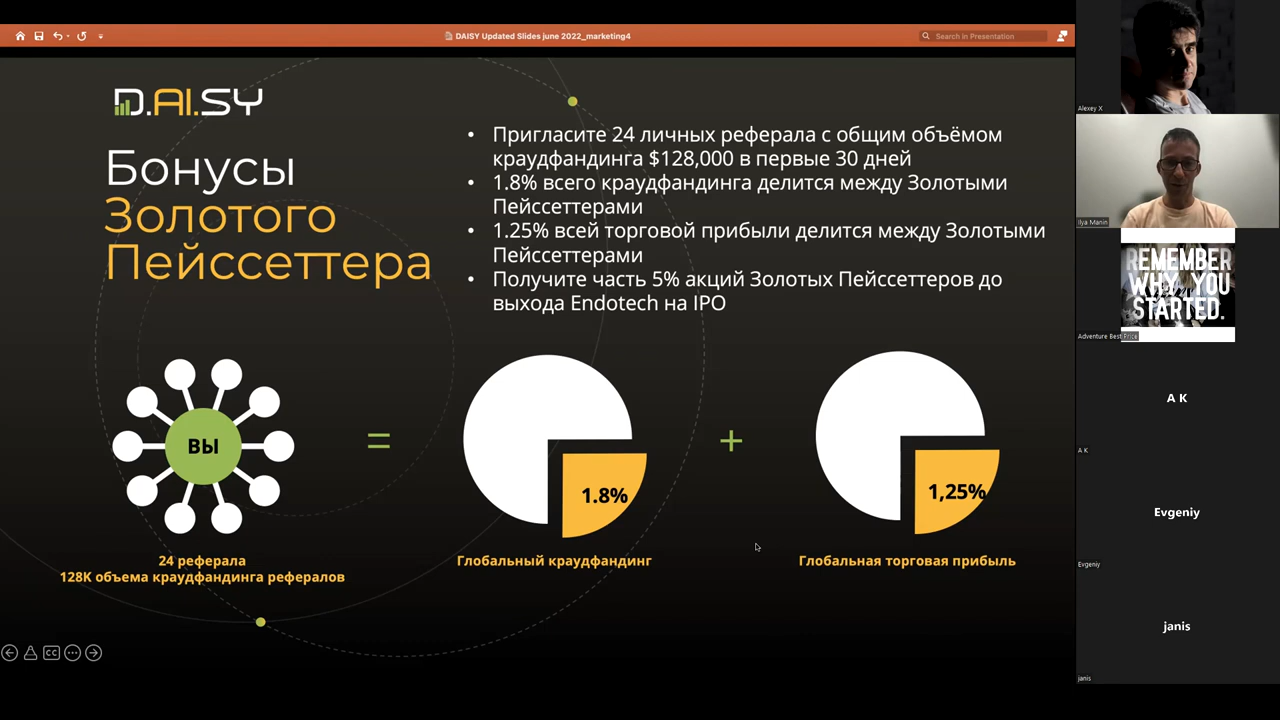 DAISY Updated Slides june 2022_marketing4
Search in Presentation
D.AI.SY
Бонусы
Золотого
Пейссеттера
• Пригласите 24 личных реферала с общим объёмом
краудфандинга $128,000 в первые 30 дней
• 1.8% всего краудфандинга делится между Золотыми
Пейссеттерами
• 1.25% всей торговой прибыли делится между Золотыми
Пейссеттерами
• Получите часть 5% акций Золотых Пейссеттеров до
выхода Endotech на IPO
ВЫ
=
1.8%
+
1,25%
24 реферала
128K объема краудфандинга рефералов
Глобальный краудфандинг
Глобальная торговая прибыль
CC
Alexey X
Ilya Manin
REMEMBER
WHY YOU
STARTED.
Adventure Best Price
A K
A K
Evgeniy
Evgeniy
janis
janis